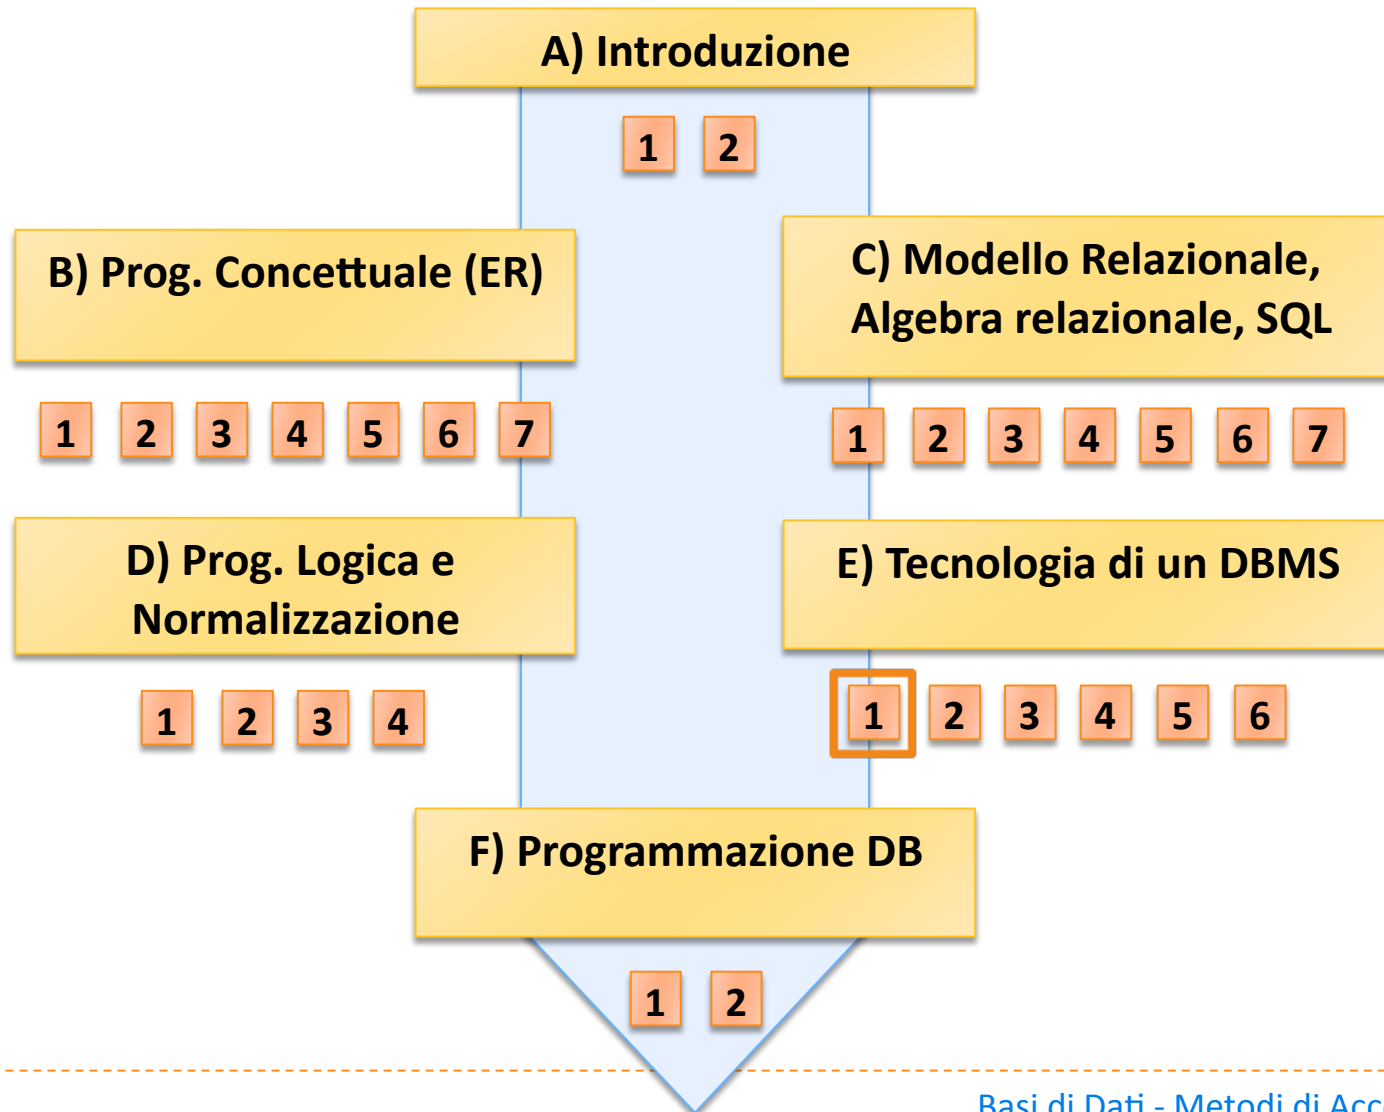 A) Introduzione
1 2
B) Prog. Concettuale (ER)
C) Modello Relazionale,
Algebra relazionale, SQL
1 2 3 4 5 6 7
1 2 3 4 5 6 7
D) Prog. Logica e
Normalizzazione
E) Tecnologia di un DBMS
1 2 3 4
1 2 3 4 5 6
F) Programmazione DB
1 2
Basi di Dati - Metodi di Acc